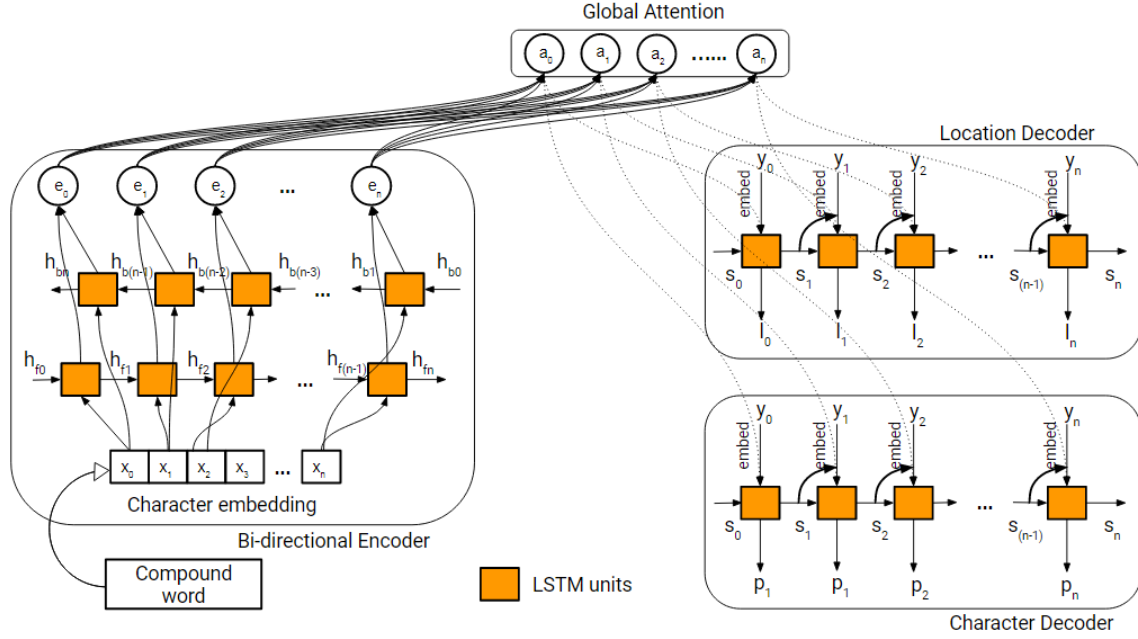 Global Attention
a0 a1 a2 ...... an
Location Decoder
y0 y1 y2 yn
embed embed embed embed
e0 e1 e2 ... en
hbn hb(n-1) hb(n-2) hb(n-3) ... hb1 hb0
...
s0 s1 s2 s(n-1) sn
l0 l1 l2 ln
hf0 hf1 hf2 ... hf(n-1) hfn
y0 y1 y2 yn
embed embed embed embed
x0 x1 x2 x3 ... xn
Character embedding
...
s0 s1 s2 s(n-1) sn
Bi-directional Encoder
Compound
word
LSTM units
p1 p1 p2 pn
Character Decoder